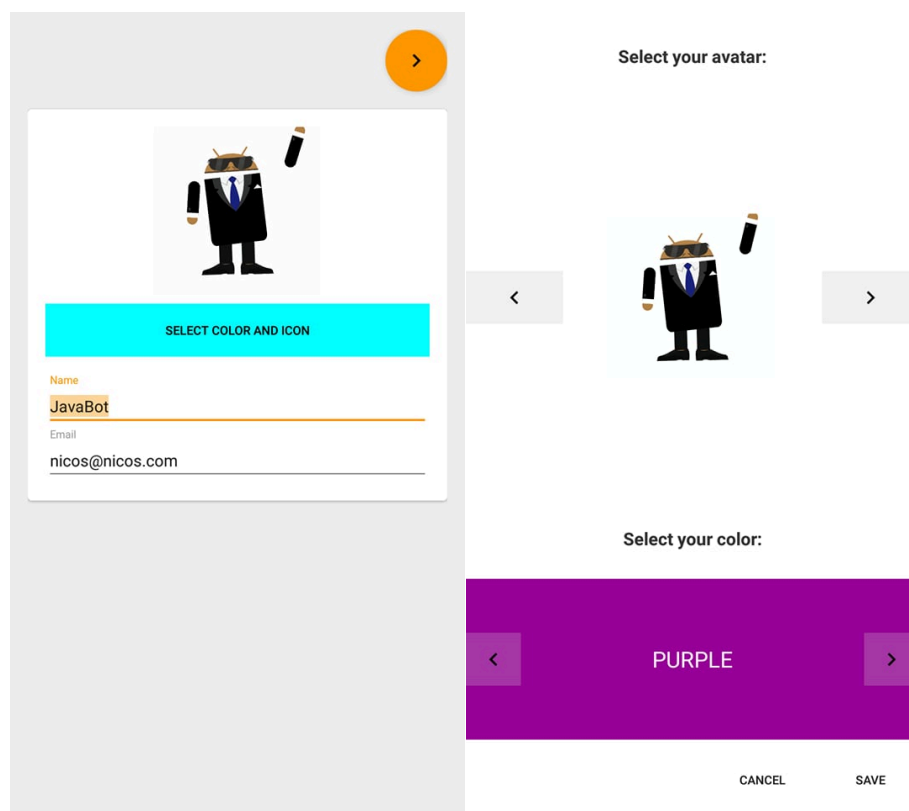 SELECT COLOR AND ICON
Name
JavaBot
Email
nicos@nicos.com
Select your avatar:
Select your color:
PURPLE
CANCEL SAVE